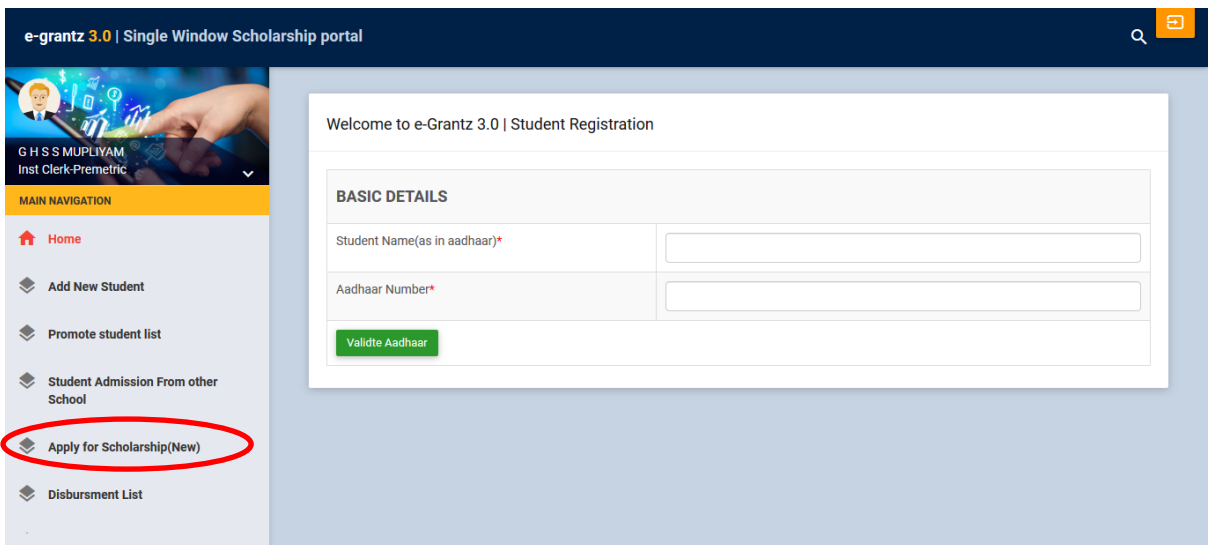 e-grantz 3.0 | Single Window Scholarship portal
G H S S MUPLIYAM
Inst Clerk-Premetric
MAIN NAVIGATION
Home
Add New Student
Promote student list
Student Admission From other
School
Apply for Scholarship(New)
Disbursment List
Welcome to e-Grantz 3.0 | Student Registration
BASIC DETAILS
Student Name(as in aadhaar)*
Aadhaar Number*
Validte Aadhaar